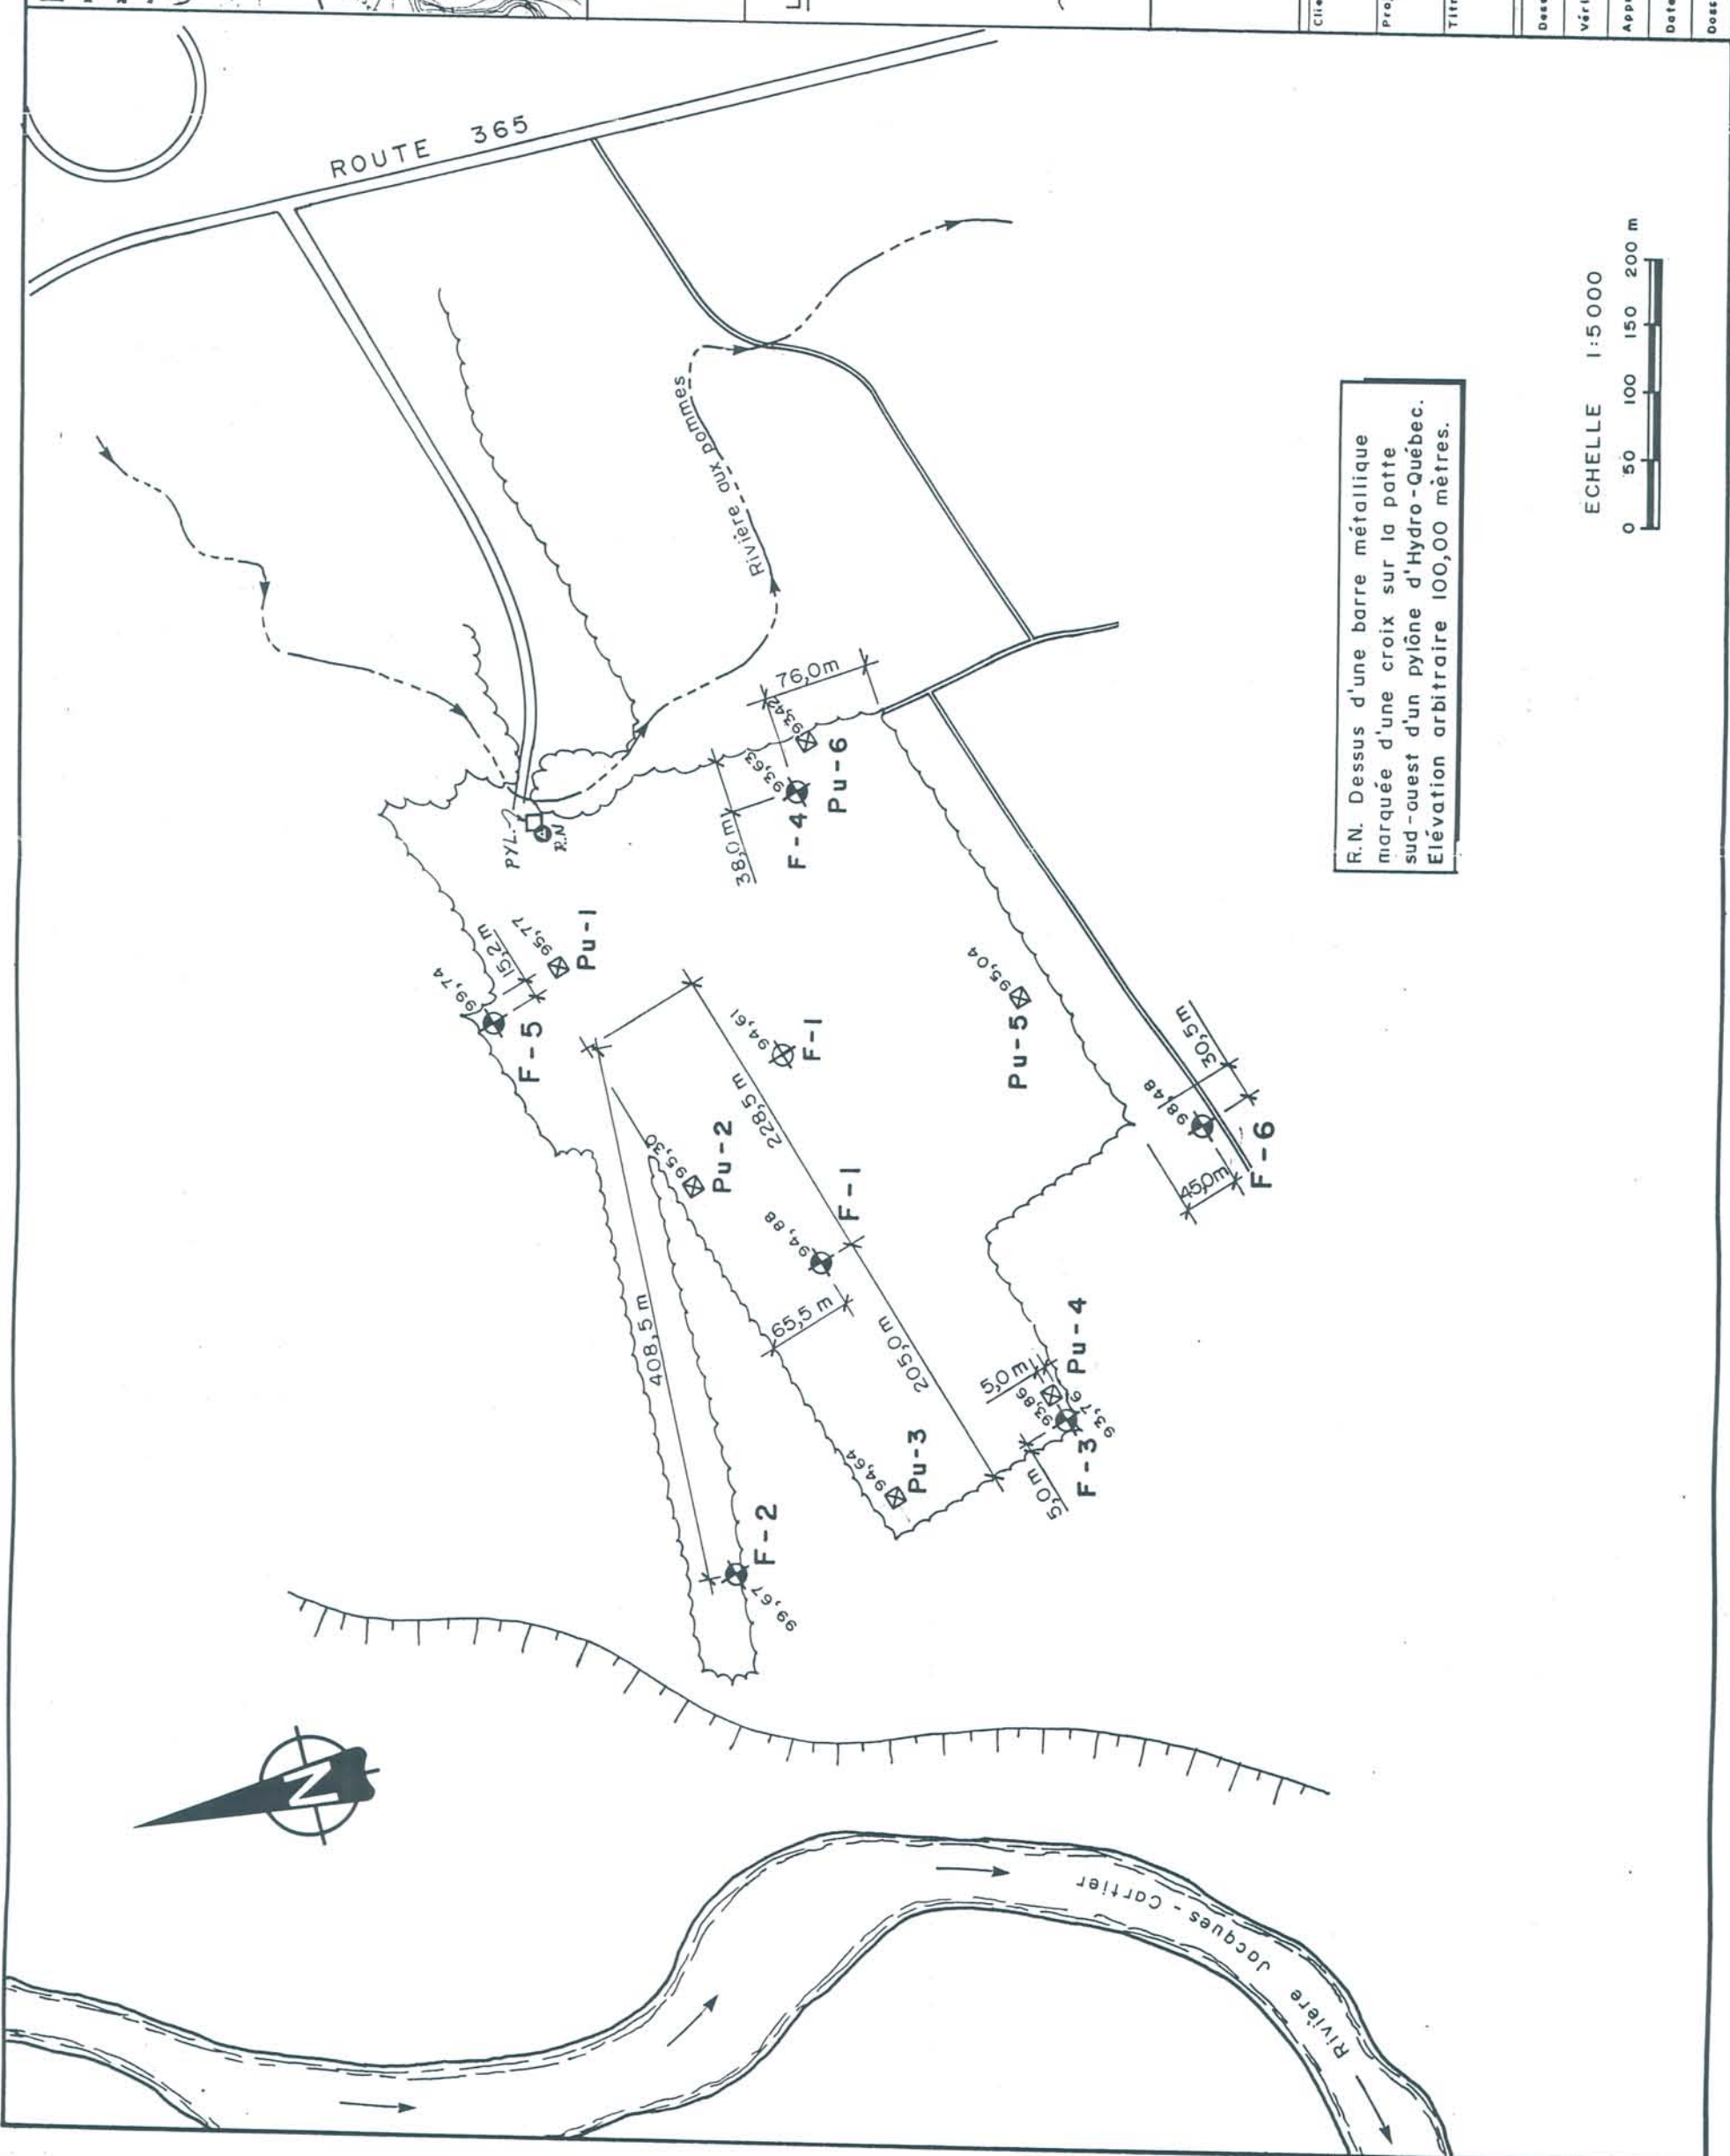 ROUTE 365
Rivière aux pommes
PYL.
R.N
99,74
15,2 m
95,77
F-5
Pu-1
76,0m
93,42
93,63
Pu-6
38,0 m
F-4
94,61
F-1
228,5 m
95,30
Pu-2
95,04
Pu-5
408,5 m
94,88
F-1
65,5 m
205,0 m
98,48
30,5m
45,0m
F-6
94,64
Pu-3
5,0 m
93,86
Pu-4
93,76
F-3
5,0 m
F-2
99,67
N
Rivière Jacques-Cartier
R.N. Dessus d'une barre métallique
marquée d'une croix sur la patte
sud-ouest d'un pylône d'Hydro-Québec.
Elévation arbitraire 100,00 mètres.
ECHELLE 1:5000
0 50 100 150 200 m